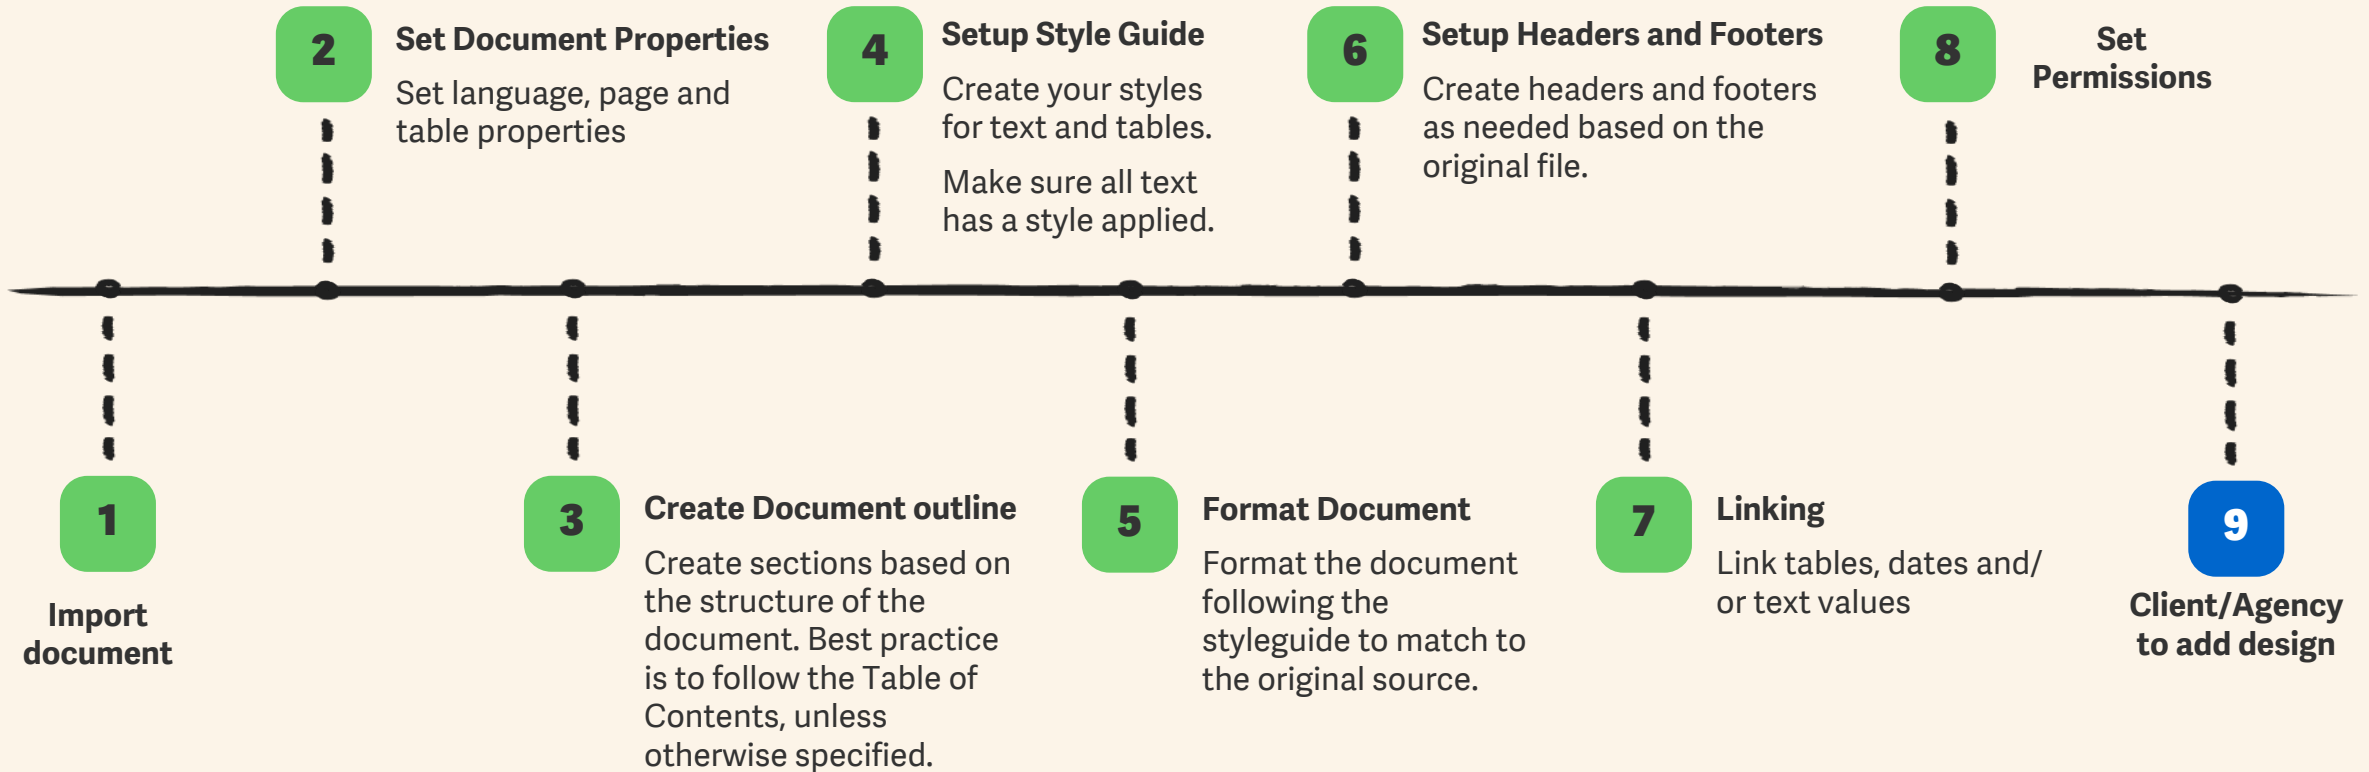 1
Import
document
2
Set Document Properties
Set language, page and
table properties
3
Create Document outline
Create sections based on
the structure of the
document. Best practice
is to follow the Table of
Contents, unless
otherwise specified.
4
Setup Style Guide
Create your styles
for text and tables.
Make sure all text
has a style applied.
5
Format Document
Format the document
following the
styleguide to match to
the original source.
6
Setup Headers and Footers
Create headers and footers
as needed based on the
original file.
7
Linking
Link tables, dates and/
or text values
8
Set
Permissions
9
Client/Agency
to add design